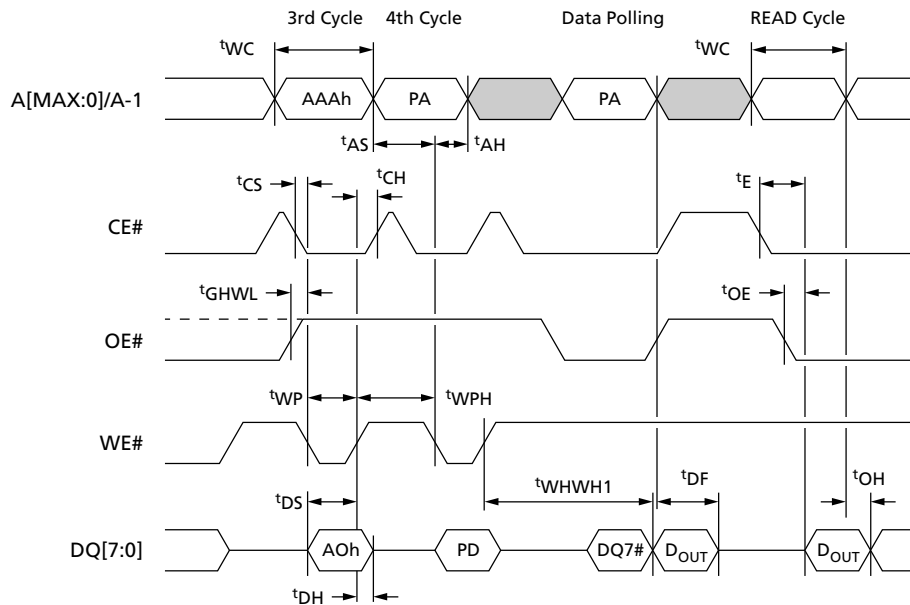 3rd Cycle 4th Cycle Data Polling READ Cycle
tWC tWC
A[MAX:0]/A-1 AAAh PA PA
tAS tAH
tCS tCH tE
CE#
tGHWL tOE
OE#
tWP tWPH
WE#
tWHWH1 tDF tOH
tDS
DQ[7:0] AOh PD DQ7# DOUT DOUT
tDH